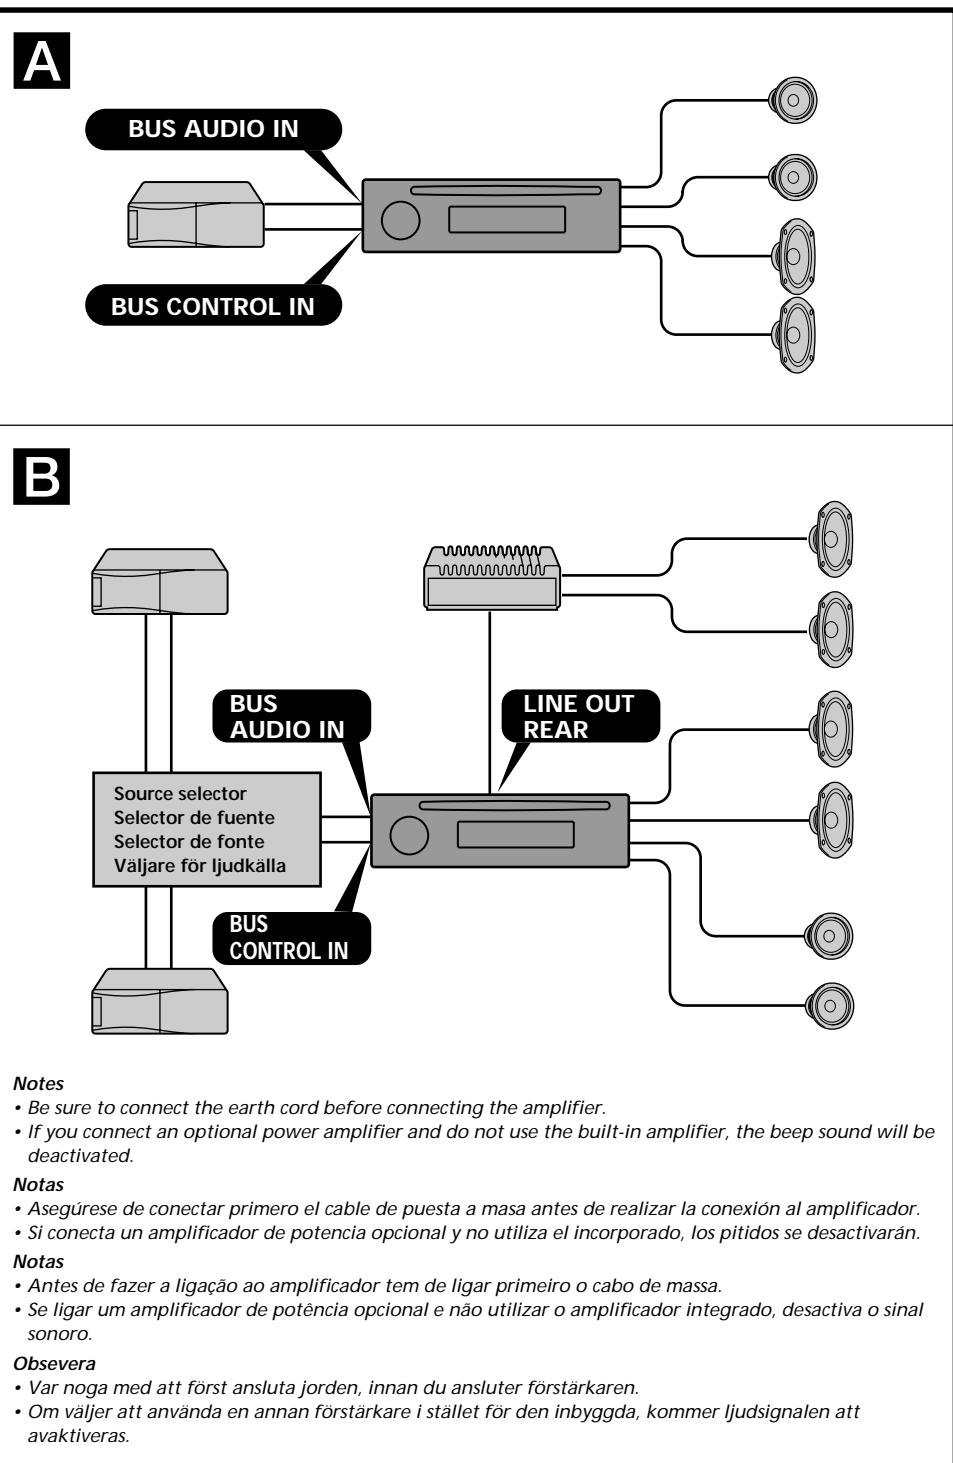 A
BUS AUDIO IN
BUS CONTROL IN
B
BUS
AUDIO IN
LINE OUT
REAR
Source selector
Selector de fuente
Selector de fonte
Väljare för ljudkälla
BUS
CONTROL IN
Notes
• Be sure to connect the earth cord before connecting the amplifier.
• If you connect an optional power amplifier and do not use the built-in amplifier, the beep sound will be
deactivated.
Notas
• Asegúrese de conectar primero el cable de puesta a masa antes de realizar la conexión al amplificador.
• Si conecta un amplificador de potencia opcional y no utiliza el incorporado, los pitidos se desactivarán.
Notas
• Antes de fazer a ligação ao amplificador tem de ligar primeiro o cabo de massa.
• Se ligar um amplificador de potência opcional e não utilizar o amplificador integrado, desactiva o sinal
sonoro.
Obsevera
• Var noga med att först ansluta jorden, innan du ansluter förstärkaren.
• Om väljer att använda en annan förstärkare i stället för den inbyggda, kommer ljudsignalen att
avaktiveras.